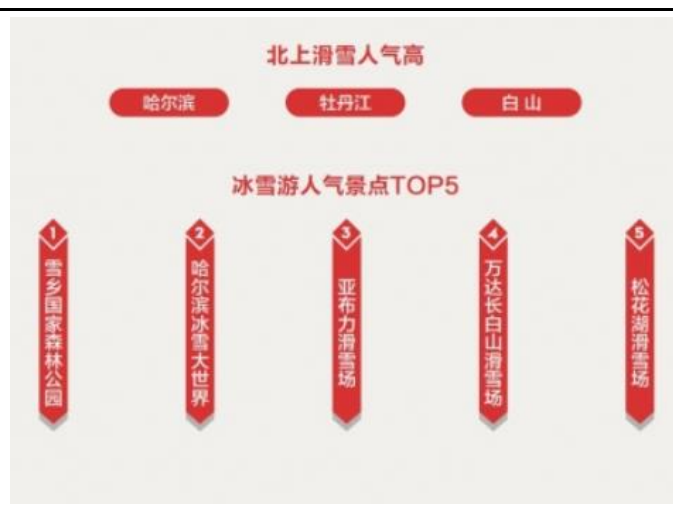 北上滑雪人气高
哈尔滨
牡丹江
白山
冰雪游人气景点TOP5
1
雪乡国家森林公园
2
哈尔滨冰雪大世界
3
亚布力滑雪场
4
万达长白山滑雪场
5
松花湖滑雪场